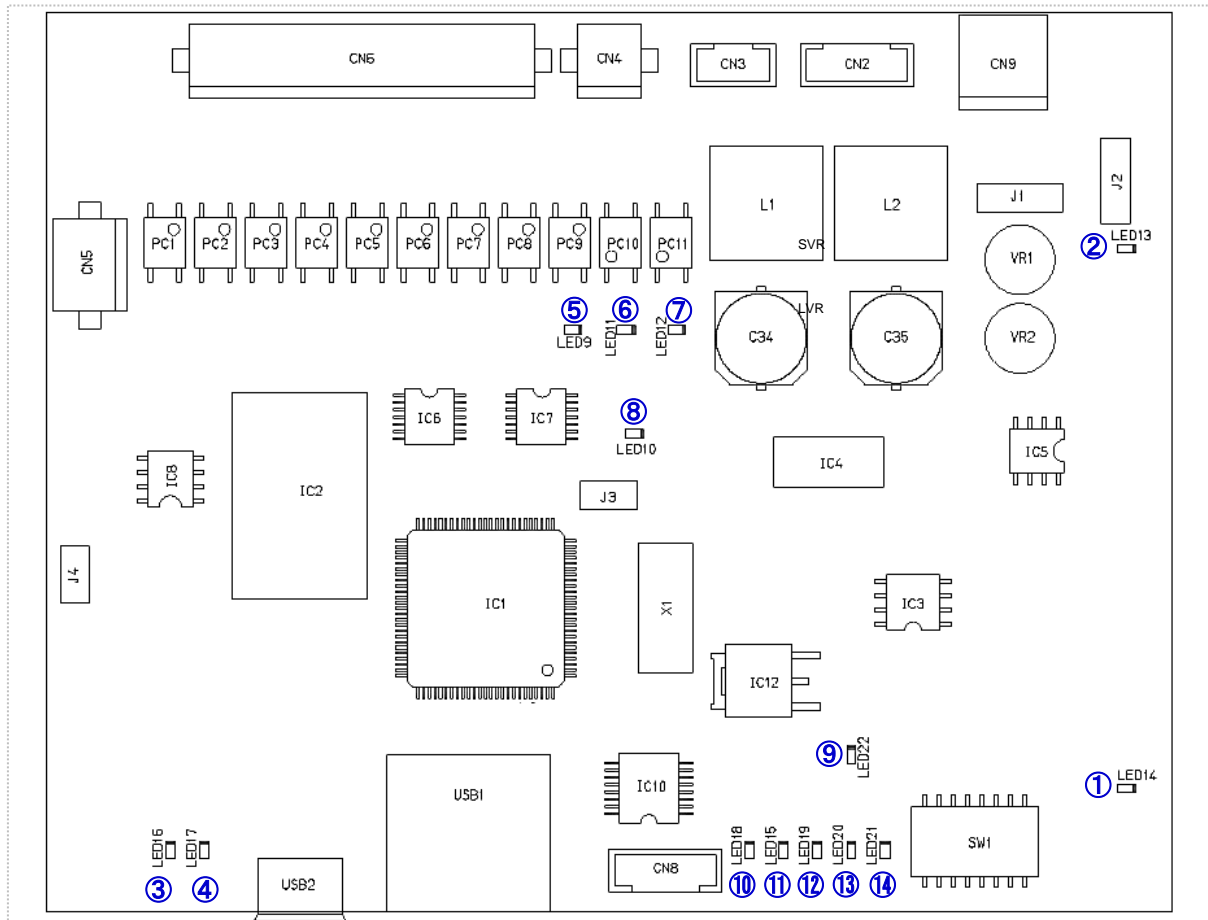 CN6
CN4
CN3
CN2
CN9
CN5
PC1
PC2
PC3
PC4
PC5
PC6
PC7
PC8
PC9
PC10
PC11
L1
SVR
L2
J1
J2
② LED13
VR1
⑤
LED9
⑥
LED11
⑦
LED12
LVR
C34
C35
VR2
IC6
IC7
⑧
LED10
IC4
IC5
IC8
IC2
J3
J4
IC1
X1
IC3
IC12
⑨ LED22
① LED14
USB1
IC10
SW1
LED16
LED17
③
④
USB2
CN8
LED18
LED15
LED19
LED20
LED21
⑩
⑪
⑫
⑬
⑭